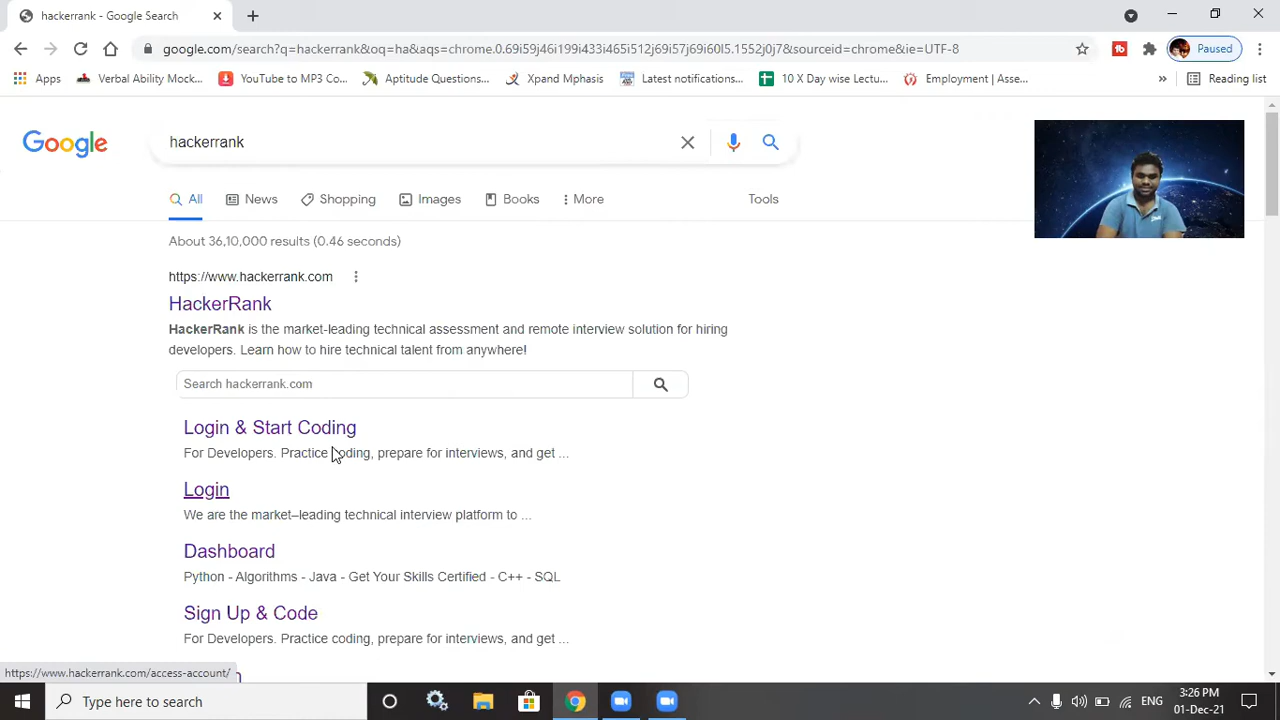 hackerrank - Google Search
google.com/search?q=hackerrank&oq=ha&aqs=chrome.0.69i59j46i199i433i465i512j69i57j69i60l5.1552j0j7&sourceid=chrome&ie=UTF-8
Paused
Apps
Verbal Ability Mock...
YouTube to MP3 Co...
Aptitude Questions...
Xpand Mphasis
Latest notifications...
10 X Day wise Lectu...
Employment | Asse...
»
Reading list
Google
hackerrank
All
News
Shopping
Images
Books
More
Tools
About 36,10,000 results (0.46 seconds)
https://www.hackerrank.com
HackerRank
HackerRank is the market-leading technical assessment and remote interview solution for hiring
developers. Learn how to hire technical talent from anywhere!
Search hackerrank.com
Login & Start Coding
For Developers. Practice coding, prepare for interviews, and get ...
Login
We are the market–leading technical interview platform to ...
Dashboard
Python - Algorithms - Java - Get Your Skills Certified - C++ - SQL
Sign Up & Code
For Developers. Practice coding, prepare for interviews, and get ...
https://www.hackerrank.com/access-account/
Type here to search
ENG
3:26 PM
01-Dec-21